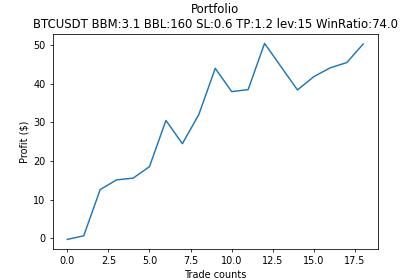 Portfolio
BTCUSDT BBM:3.1 BBL:160 SL:0.6 TP:1.2 lev:15 WinRatio:74.0
50
40
30
20
10
0
Profit ($)
0.0 2.5 5.0 7.5 10.0 12.5 15.0 17.5
Trade counts